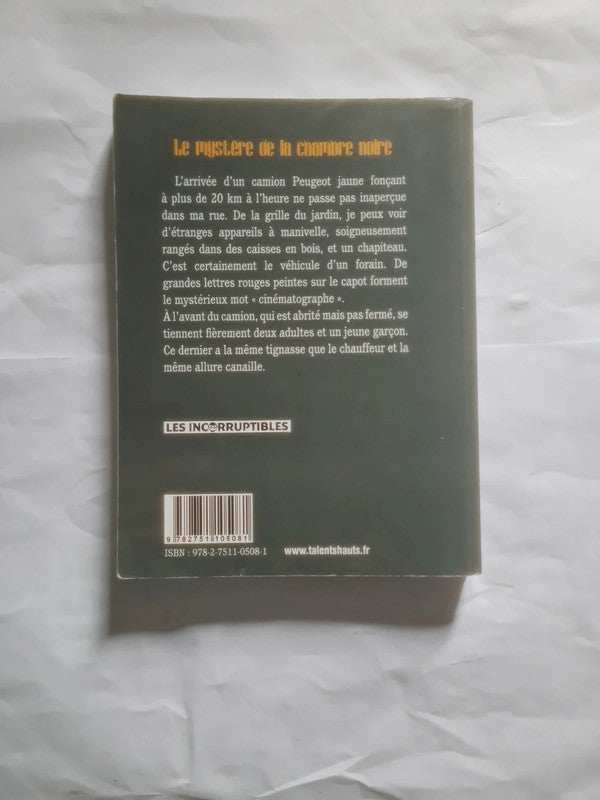 Le mystère de la chambre noire
L'arrivée d'un camion Peugeot jaune fonçant
à plus de 20 km à l'heure ne passe pas inaperçue
dans ma rue. De la grille du jardin, je peux voir
d'étranges appareils à manivelle, soigneusement
rangés dans des caisses en bois, et un chapiteau.
C'est certainement le véhicule d'un forain. De
grandes lettres rouges peintes sur le capot forment
le mystérieux mot « cinématographe ».
À l'avant du camion, qui est abrité mais pas fermé, se
tiennent fièrement deux adultes et un jeune garçon.
Ce dernier a la même tignasse que le chauffeur et la
même allure canaille.
LES INCORRUPTIBLES
9 782751 105081
ISBN : 978-2-7511-0508-1
www.talentshauts.fr